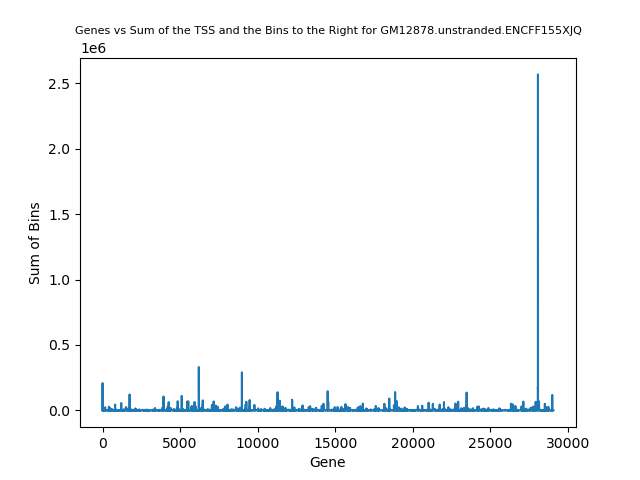 Genes vs Sum of the TSS and the Bins to the Right for GM12878.unstranded.ENCFF155XJQ
1e6
2.5
2.0
1.5
1.0
0.5
0.0
Sum of Bins
0 5000 10000 15000 20000 25000 30000
Gene